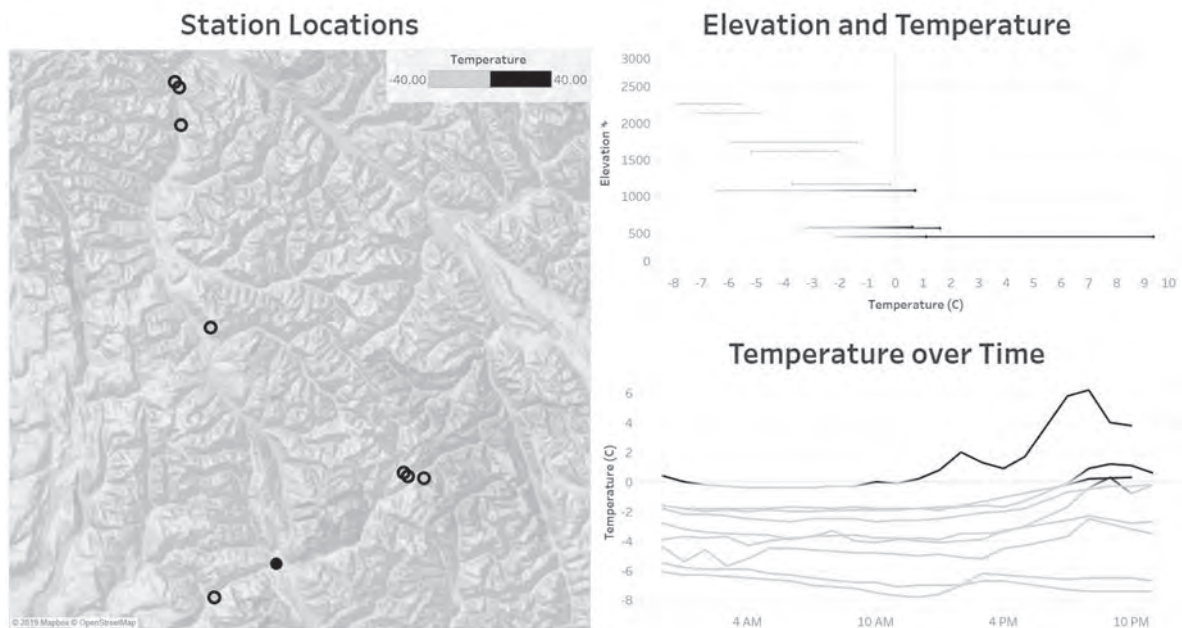 Station Locations
Temperature
-40.00
40.00
© 2019 Mapbox © OpenStreetMap
Elevation and Temperature
3000
2500
2000
1500
1000
500
0
Elevation
-8 -7 -6 -5 -4 -3 -2 -1 0 1 2 3 4 5 6 7 8 9 10
Temperature (C)
Temperature over Time
6
4
2
0
-2
-4
-6
-8
Temperature (C)
4 AM 10 AM 4 PM 10 PM